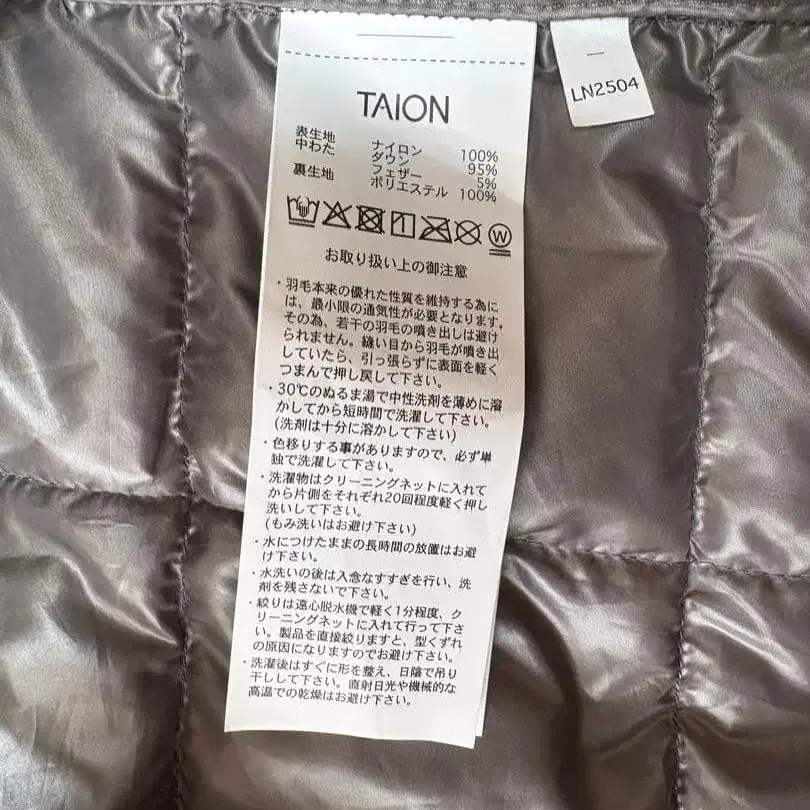 TAION
LN2504
表生地 ナイロン 100%
中わた ダウン 95%
フェザー 5%
裏生地 ポリエステル 100%
W
お取り扱い上の御注意
・羽毛本来の優れた性質を維持する為に
は、最小限の通気性が必要となります。
その為、若干の羽毛の噴き出しは避け
られません。縫い目から羽毛が噴き出
していたら、引っ張らずに表面を軽く
つまんで押し戻して下さい。
・30℃のぬるま湯で中性洗剤を薄めに溶
かしてから短時間で洗濯して下さい。
(洗剤は十分に溶かして下さい)
・色移りする事がありますので、必ず単
独で洗濯して下さい。
・洗濯物はクリーニングネットに入れて
から片側をそれぞれ20回程度軽く押し
洗いして下さい。
(もみ洗いはお避け下さい)
・水につけたままの長時間の放置はお避
け下さい。
・水洗いの後は入念なすすぎを行い、洗
剤を残さないで下さい。
・絞りは遠心脱水機で軽く1分程度、ク
リーニングネットに入れて行って下さ
い。製品を直接絞りますと、型くずれ
の原因になりますのでお避け下さい。
・洗濯後はすぐに形を整え、日陰で吊り
干しして下さい。直射日光や機械的な
高温での乾燥はお避け下さい。